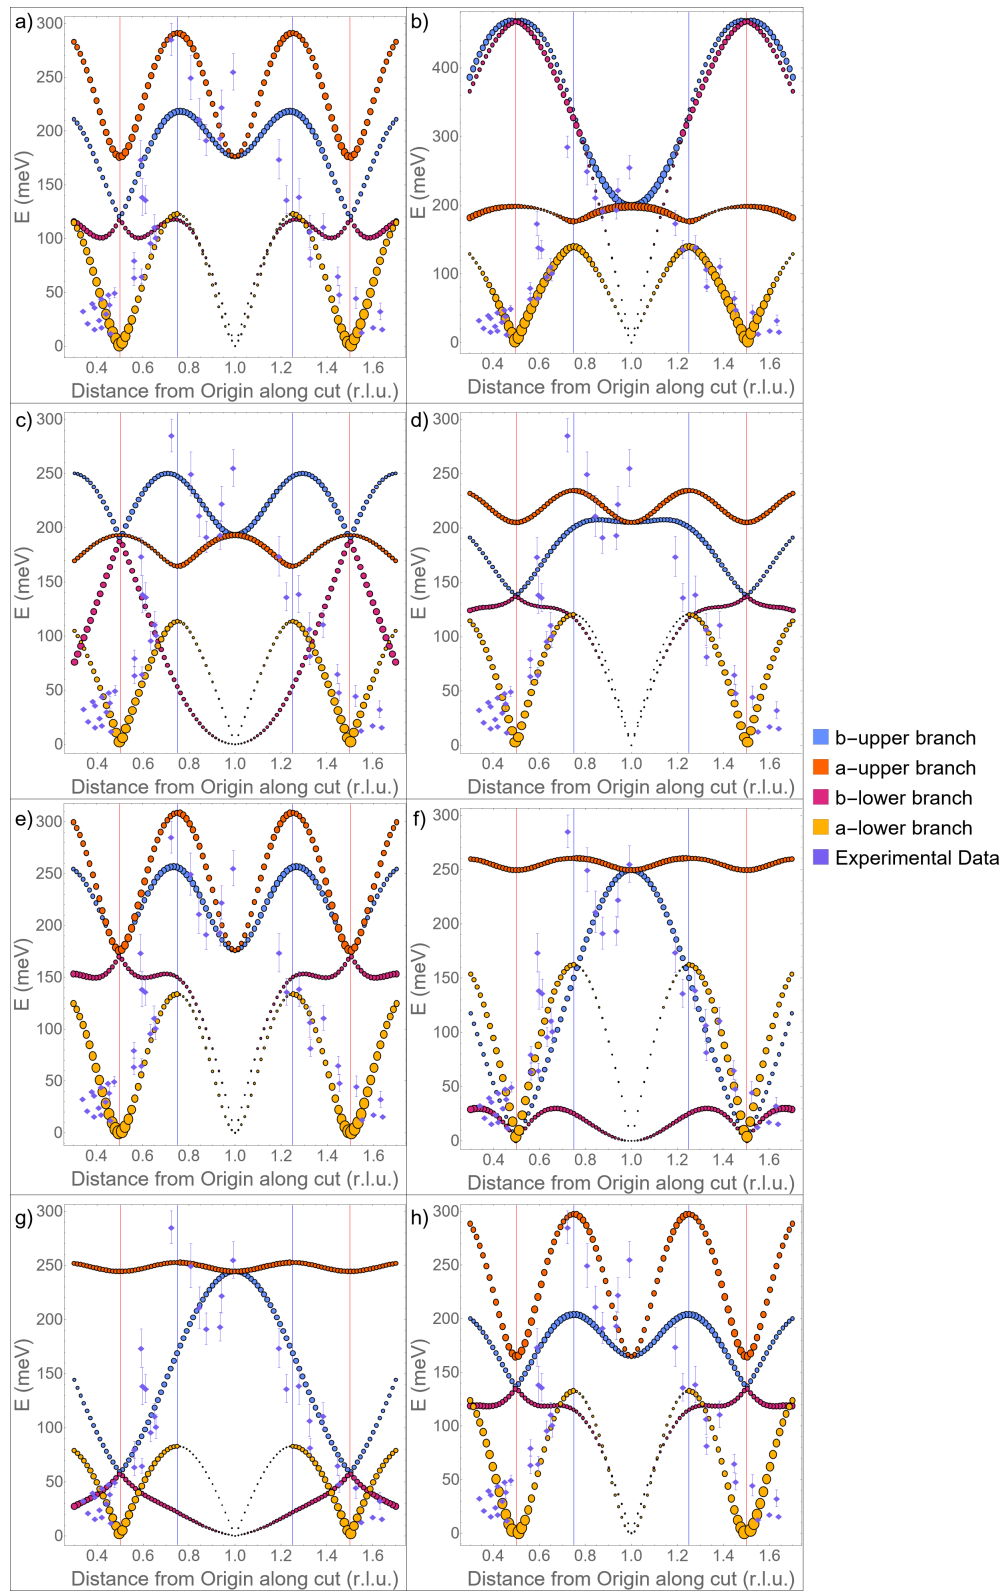 a)
300
250
200
150
100
50
0
E (meV)
0.4 0.6 0.8 1.0 1.2 1.4 1.6
Distance from Origin along cut (r.l.u.)
b)
400
300
200
100
0
E (meV)
0.4 0.6 0.8 1.0 1.2 1.4 1.6
Distance from Origin along cut (r.l.u.)
c)
300
250
200
150
100
50
0
E (meV)
0.4 0.6 0.8 1.0 1.2 1.4 1.6
Distance from Origin along cut (r.l.u.)
d)
300
250
200
150
100
50
0
E (meV)
0.4 0.6 0.8 1.0 1.2 1.4 1.6
Distance from Origin along cut (r.l.u.)
b-upper branch
a-upper branch
b-lower branch
a-lower branch
Experimental Data
e)
300
250
200
150
100
50
0
E (meV)
0.4 0.6 0.8 1.0 1.2 1.4 1.6
Distance from Origin along cut (r.l.u.)
f)
300
250
200
150
100
50
0
E (meV)
0.4 0.6 0.8 1.0 1.2 1.4 1.6
Distance from Origin along cut (r.l.u.)
g)
300
250
200
150
100
50
0
E (meV)
0.4 0.6 0.8 1.0 1.2 1.4 1.6
Distance from Origin along cut (r.l.u.)
h)
300
250
200
150
100
50
0
E (meV)
0.4 0.6 0.8 1.0 1.2 1.4 1.6
Distance from Origin along cut (r.l.u.)